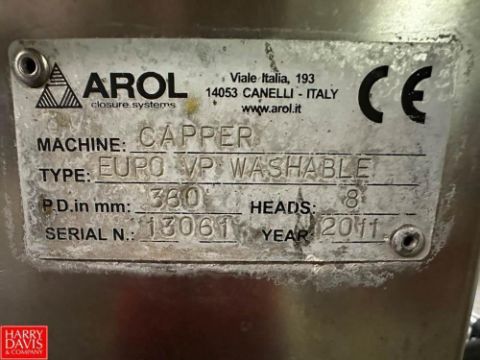 AROL
closure systems
Viale Italia, 193
14053 CANELLI - ITALY
www.arol.it
CE
MACHINE: CAPPER
TYPE: EURO VP WASHABLE
P.D. in mm: 360 HEADS: 8
SERIAL N.: 13061 YEAR 2011
HARRY
DAVIS
& COMPANY